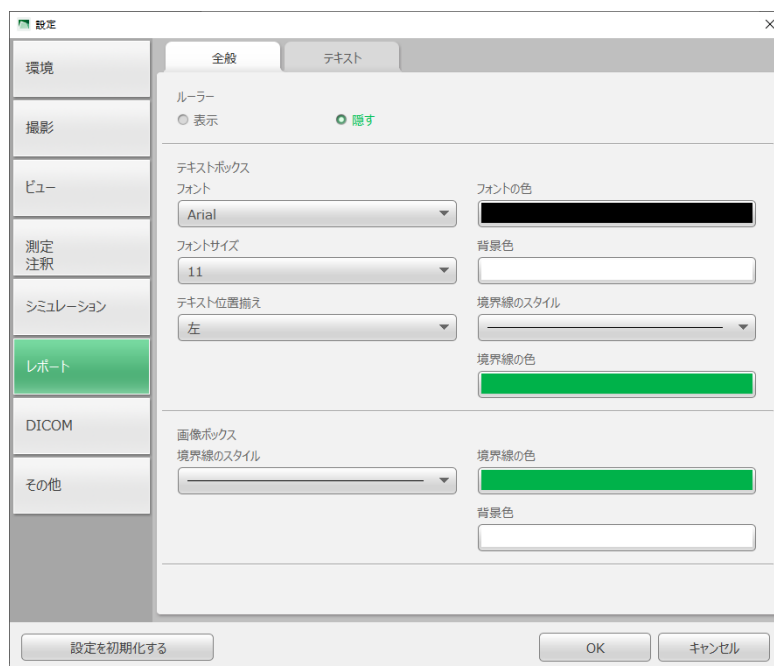 設定
環境
撮影
ビュー
測定
注釈
シミュレーション
レポート
DICOM
その他
全般
テキスト
ルーラー
表示
隠す
テキストボックス
フォント
フォントの色
Arial
フォントサイズ
背景色
11
テキスト位置揃え
境界線のスタイル
左
境界線の色
画像ボックス
境界線のスタイル
境界線の色
背景色
設定を初期化する
OK
キャンセル